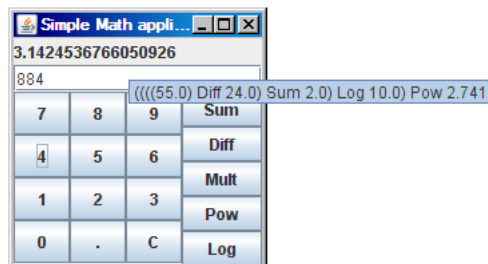 Simple Math appli...
3.1424536766050926
884
((((55.0) Diff 24.0) Sum 2.0) Log 10.0) Pow 2.741
7 8 9 Sum
4 5 6 Diff
Mult
1 2 3
Pow
0 . C Log